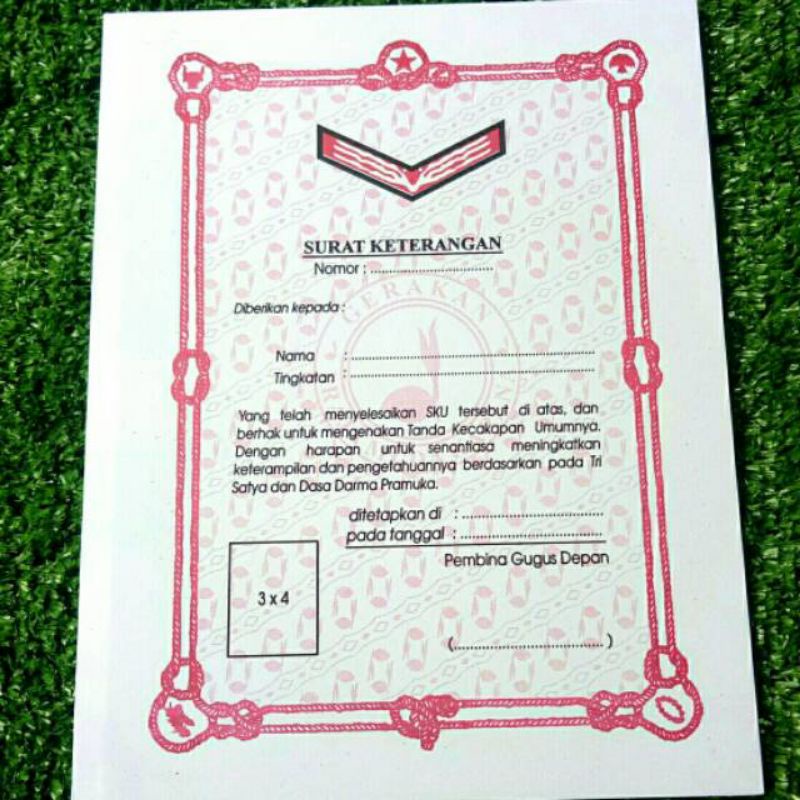 SURAT KETERANGAN
Nomor : ................................
Diberikan kepada :
GERAKAN
Nama : ................................................................
Tingkatan : ................................................................
Yang telah menyelesaikan SKU tersebut di atas, dan
berhak untuk mengenakan Tanda Kecakapan Umumnya.
Dengan harapan untuk senantiasa meningkatkan
keterampilan dan pengetahuannya berdasarkan pada Tri
Satya dan Dasa Darma Pramuka.
ditetapkan di : ....................................
pada tanggal : ....................................
Pembina Gugus Depan
3 x 4
(........................................)